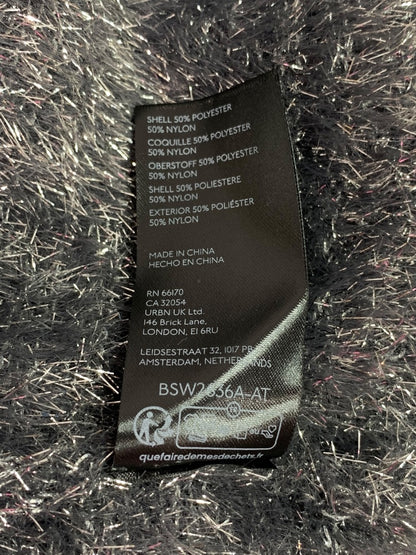 SHELL 50% POLYESTER
50% NYLON
COQUILLE 50% POLYESTER
50% NYLON
OBERSTOFF 50% POLYESTER
50% NYLON
SHELL 50% POLIESTERE
50% NYLON
EXTERIOR 50% POLIÉSTER
50% NYLON
MADE IN CHINA
HECHO EN CHINA
RN 66170
CA 32054
URBN UK Ltd.
146 Brick Lane,
LONDON, E1 6RU
LEIDSESTRAAT 32, 1017 PB
AMSTERDAM, NETHERLANDS
BSW2636A-AT
quefairedemesdechets.fr